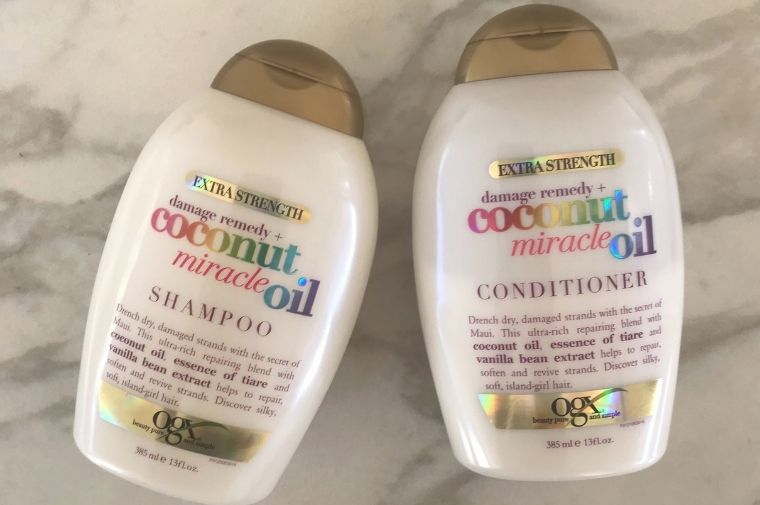 EXTRA STRENGTH
damage remedy +
coconut
miracle oil
SHAMPOO
Drench dry, damaged strands with the secret of
Maui. This ultra-rich repairing blend with
coconut oil, essence of tiare and
vanilla bean extract helps to repair,
soften and revive strands. Discover silky,
soft, island-girl hair.
ogx
beauty pure and simple
385 ml e 13fl.oz.
EXTRA STRENGTH
damage remedy +
coconut
miracle oil
CONDITIONER
Drench dry, damaged strands with the secret of
Maui. This ultra-rich repairing blend with
coconut oil, essence of tiare and
vanilla bean extract helps to repair,
soften and revive strands. Discover silky,
soft, island-girl hair.
ogx
beauty pure and simple
385 ml e 13fl.oz.